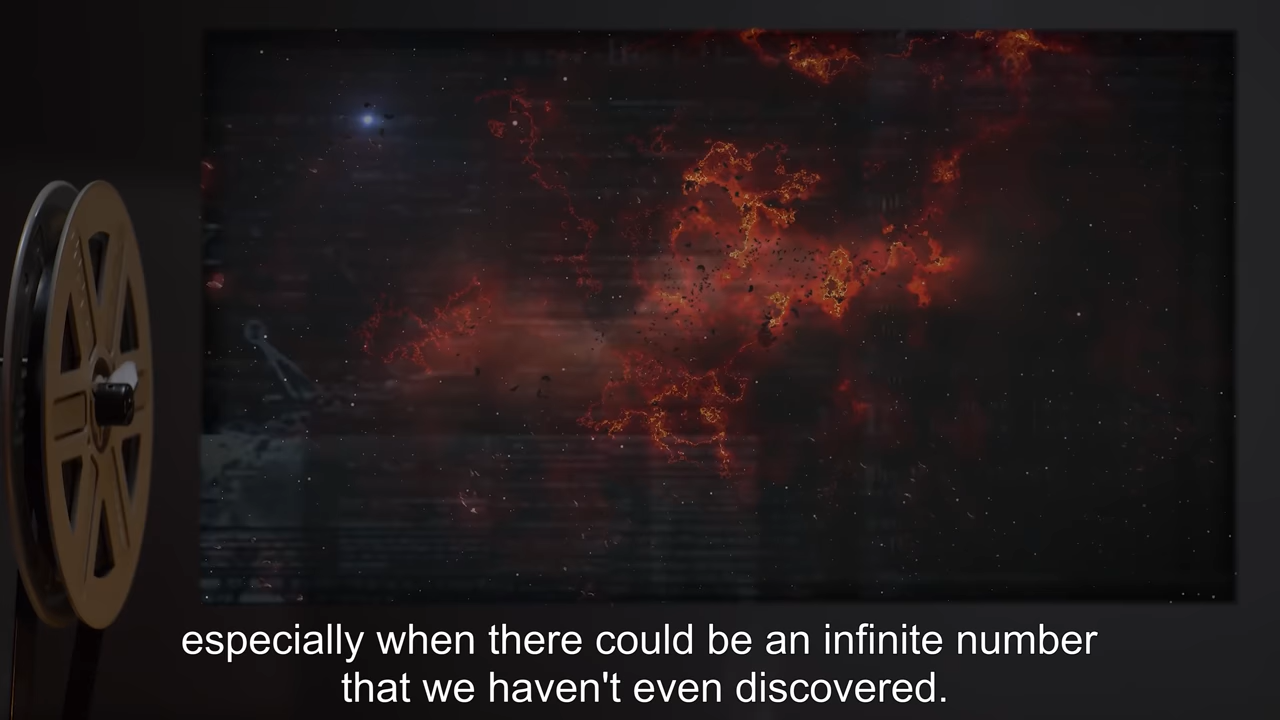 especially when there could be an infinite number
that we haven't even discovered.